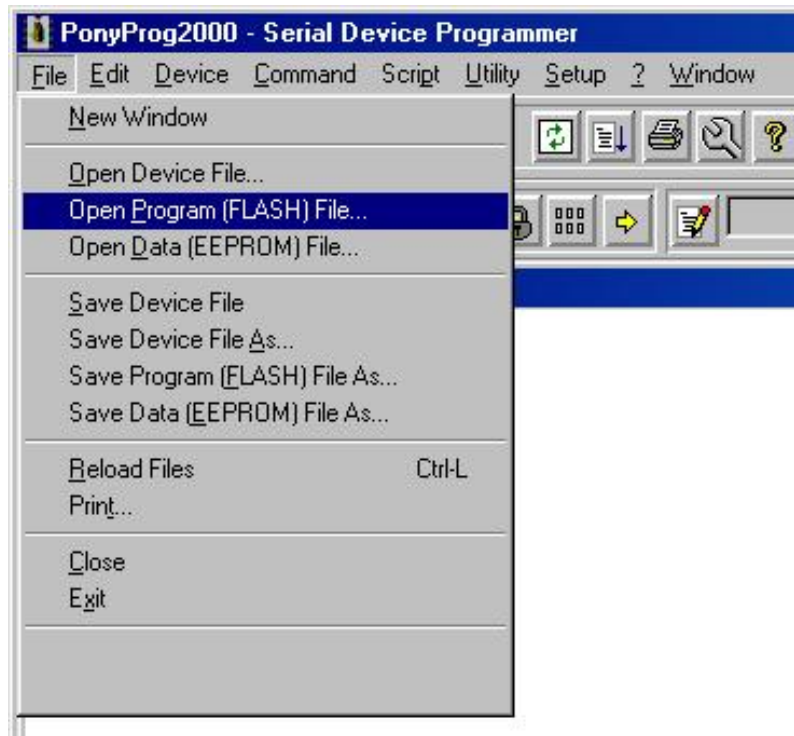 PonyProg2000 - Serial Device Programmer
File Edit Device Command Script Utility Setup ? Window
New Window
Open Device File...
Open Program (FLASH) File...
Open Data (EEPROM) File...
Save Device File
Save Device File As...
Save Program (FLASH) File As...
Save Data (EEPROM) File As...
Reload Files Ctrl-L
Print...
Close
Exit